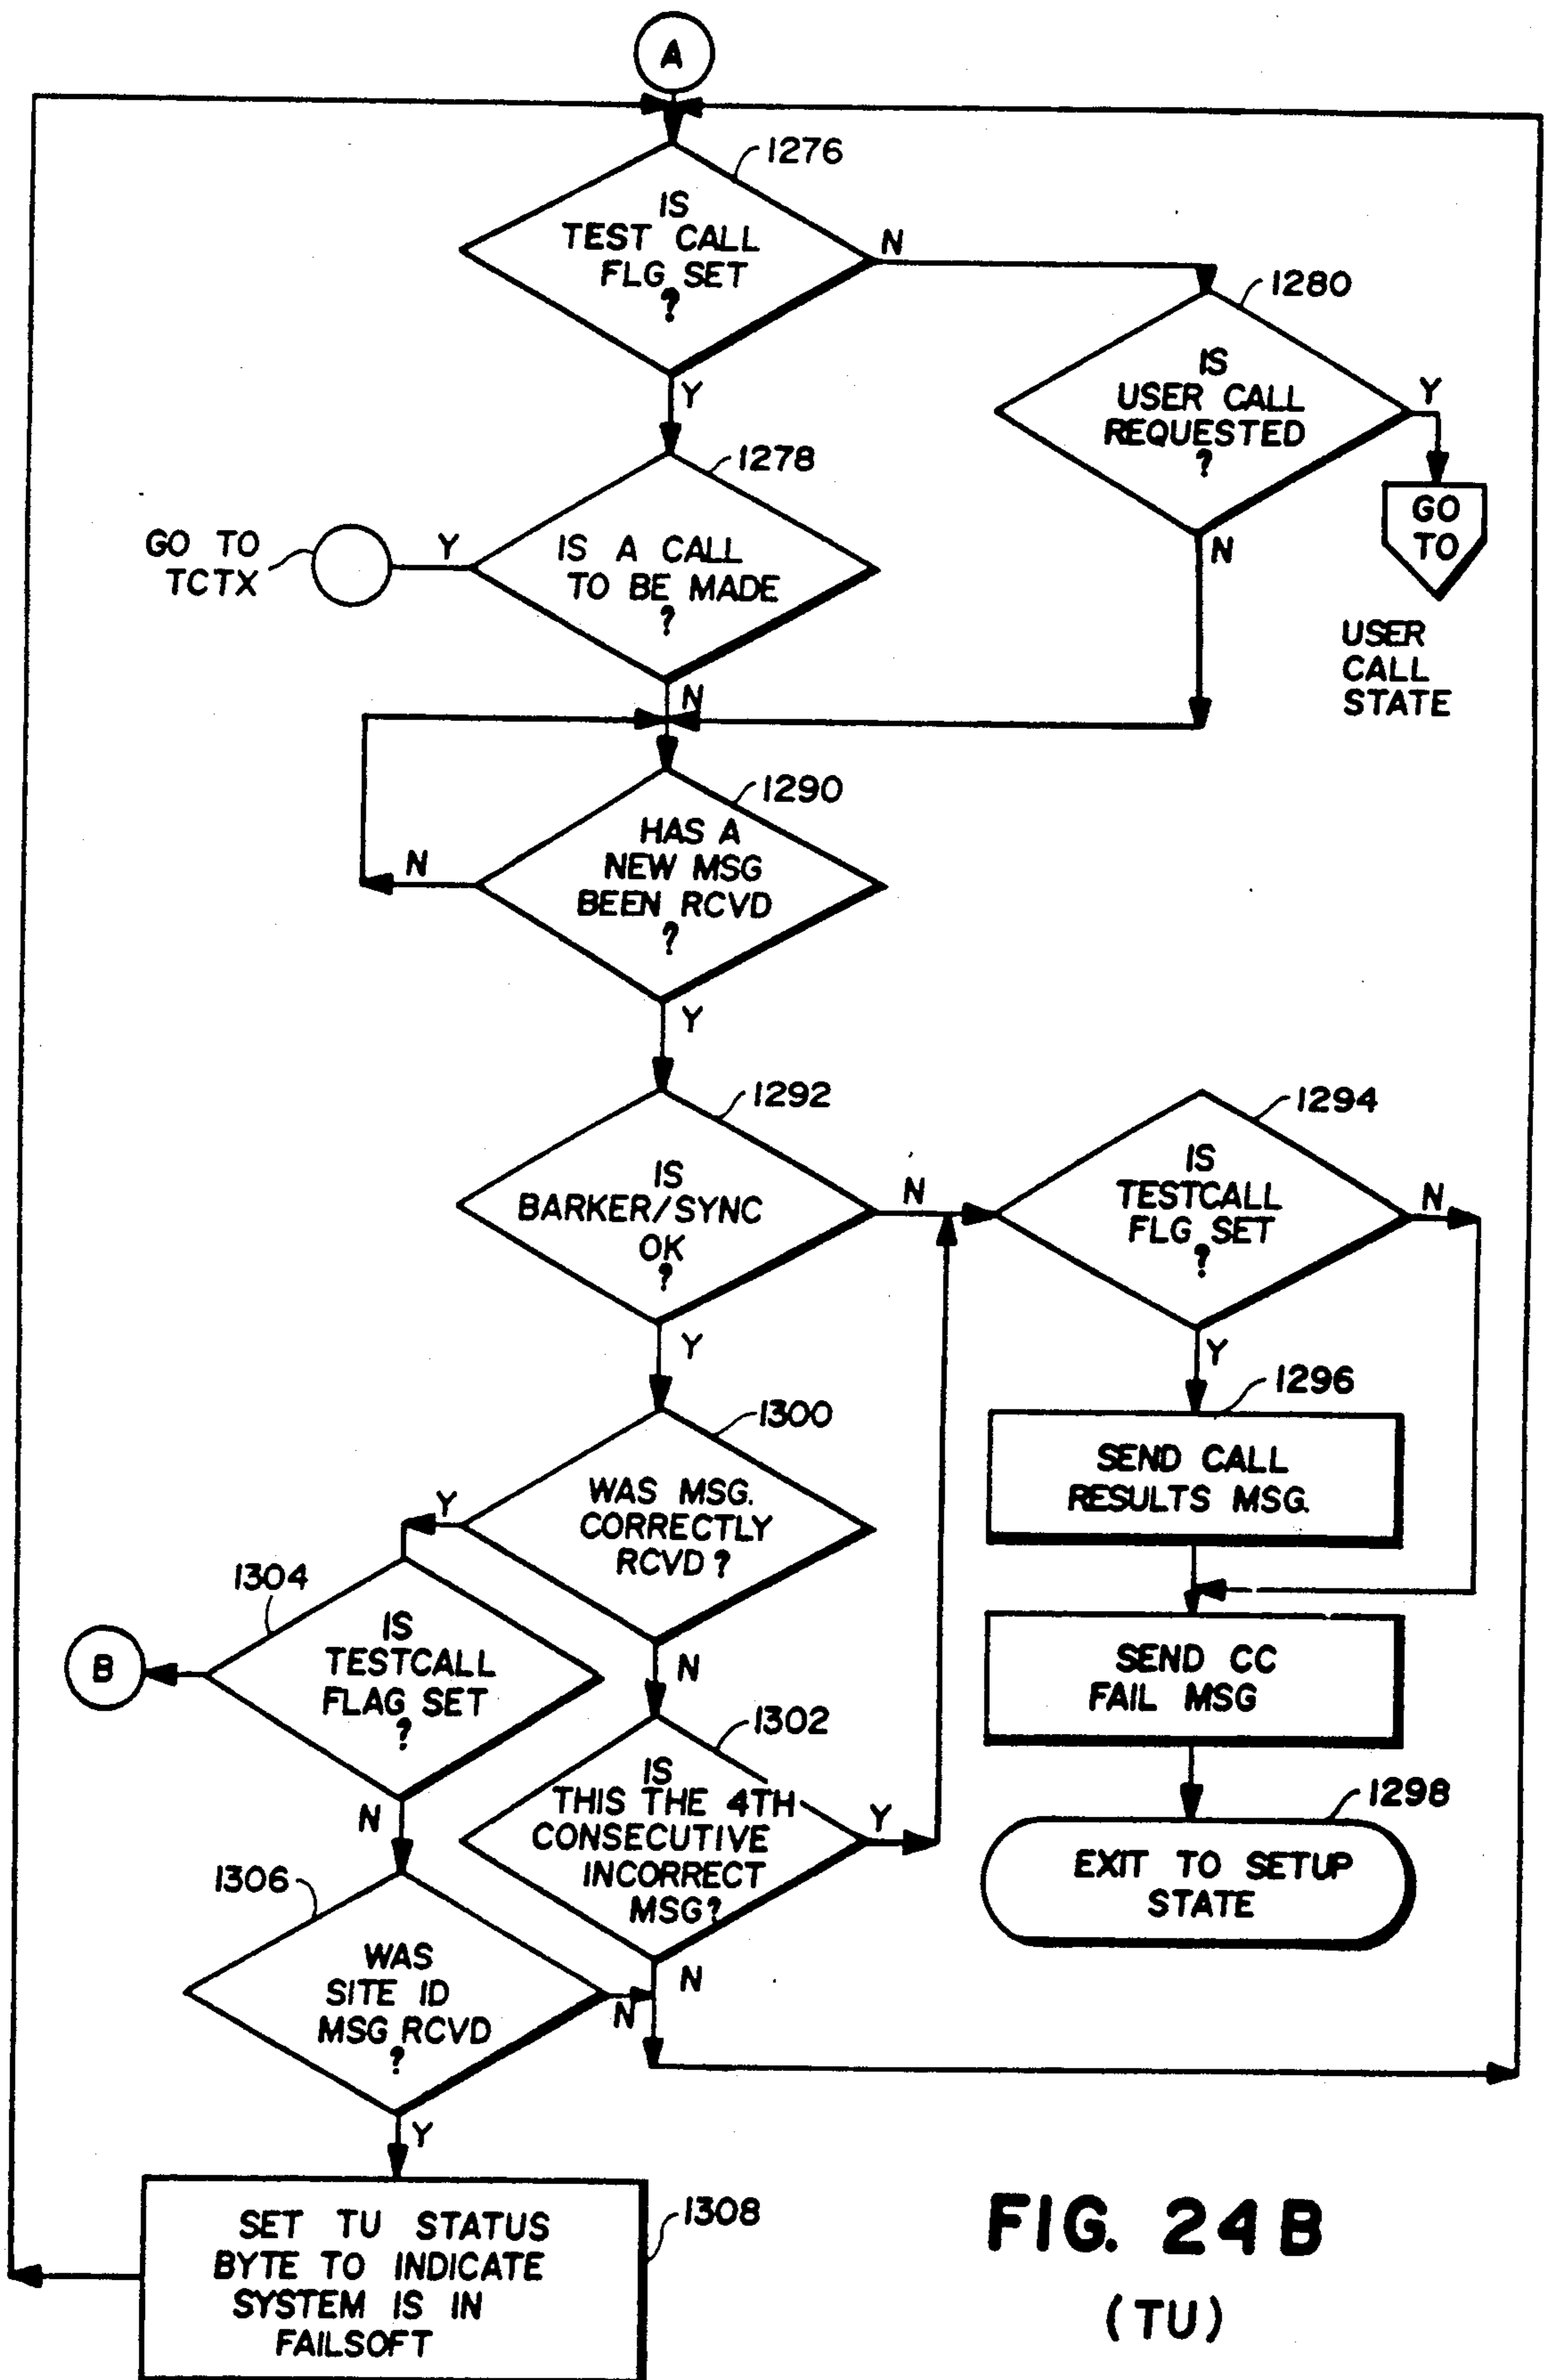 A
1276
IS
TEST CALL
FLG SET
?
N
Y
1280
IS
USER CALL
REQUESTED
?
Y
N
GO
TO
USER
CALL
STATE
1278
IS A CALL
TO BE MADE
?
Y
GO TO
TCTX
N
1290
HAS A
NEW MSG
BEEN RCVD
?
N
Y
1292
IS
BARKER/SYNC
OK
?
N
Y
1294
IS
TESTCALL
FLG SET
?
N
Y
1296
SEND CALL
RESULTS MSG.
SEND CC
FAIL MSG
1298
EXIT TO SETUP
STATE
1300
WAS MSG.
CORRECTLY
RCVD ?
Y
N
1304
IS
TESTCALL
FLAG SET
?
B
N
1302
IS
THIS THE 4TH
CONSECUTIVE
INCORRECT
MSG?
Y
N
1306
WAS
SITE ID
MSG RCVD
?
N
Y
1308
SET TU STATUS
BYTE TO INDICATE
SYSTEM IS IN
FAILSOFT
FIG. 24B
(TU)